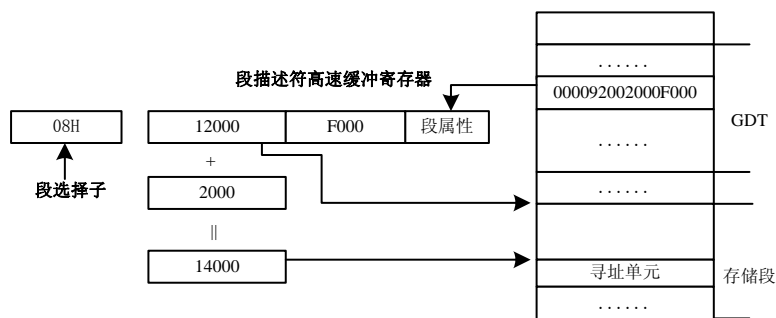 ......
段描述符高速缓冲寄存器
000092002000F000
08H
12000
F000
段属性
GDT
......
+
段选择子
2000
......
||
14000
寻址单元
存储段
......